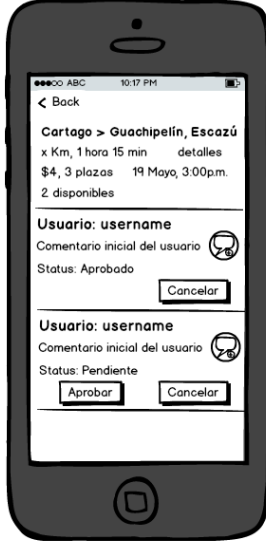 ABC 10:17 PM
< Back
Cartago > Guachipelín, Escazú
x Km, 1 hora 15 min detalles
$4, 3 plazas 19 Mayo, 3:00p.m.
2 disponibles
Usuario: username
Comentario inicial del usuario
Status: Aprobado
Cancelar
Usuario: username
Comentario inicial del usuario
Status: Pendiente
Aprobar Cancelar